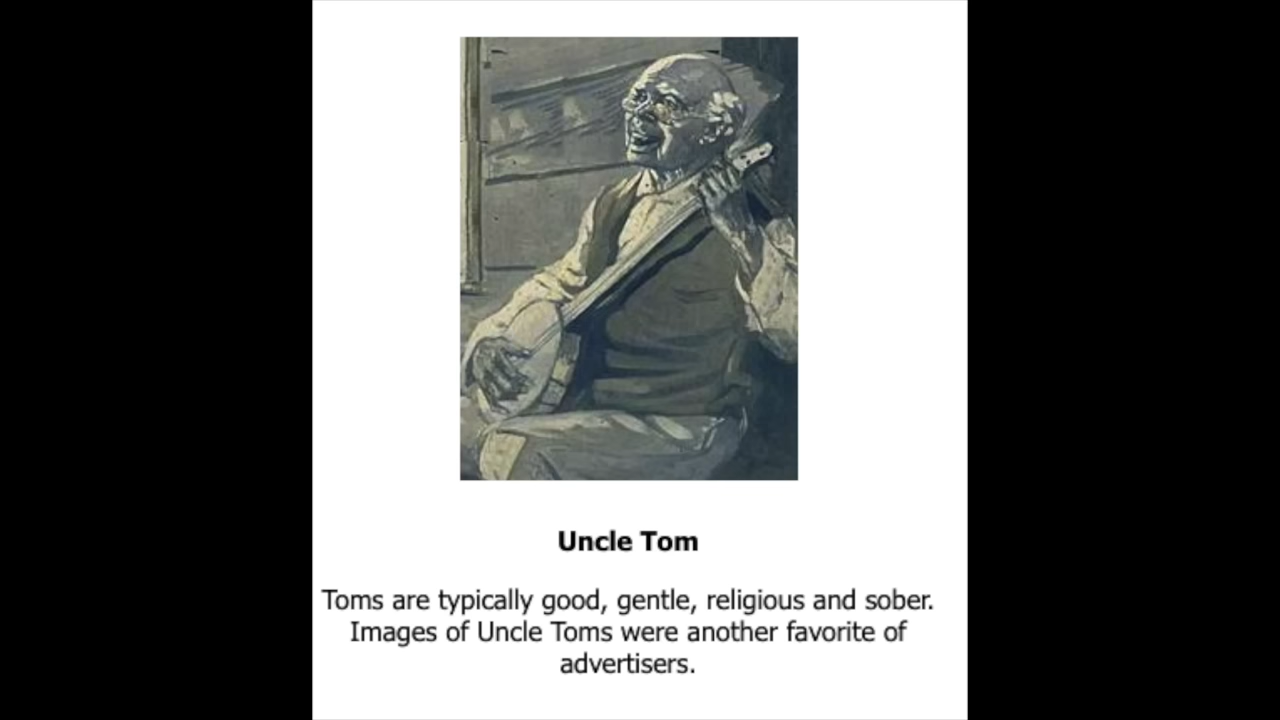 Uncle Tom
Toms are typically good, gentle, religious and sober.
Images of Uncle Toms were another favorite of
advertisers.